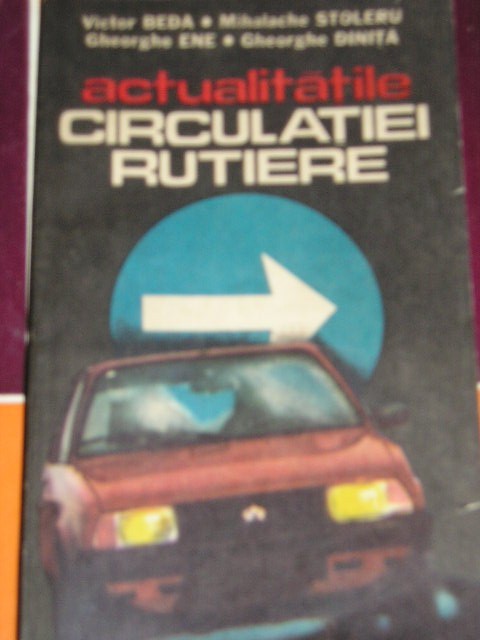 Victor BEDA • Mihalache STOLERU
Gheorghe ENE • Gheorghe DINIȚA
actualitățile
CIRCULAȚIEI
RUTIERE